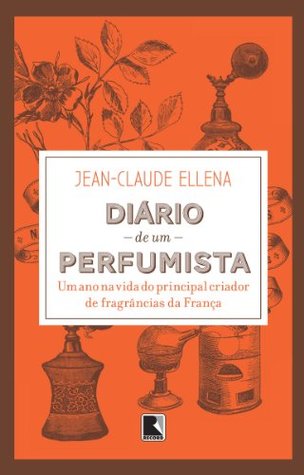 JEAN-CLAUDE ELLENA
DIÁRIO
de um
PERFUMISTA
Um ano na vida do principal criador
de fragrâncias da França
RECORD